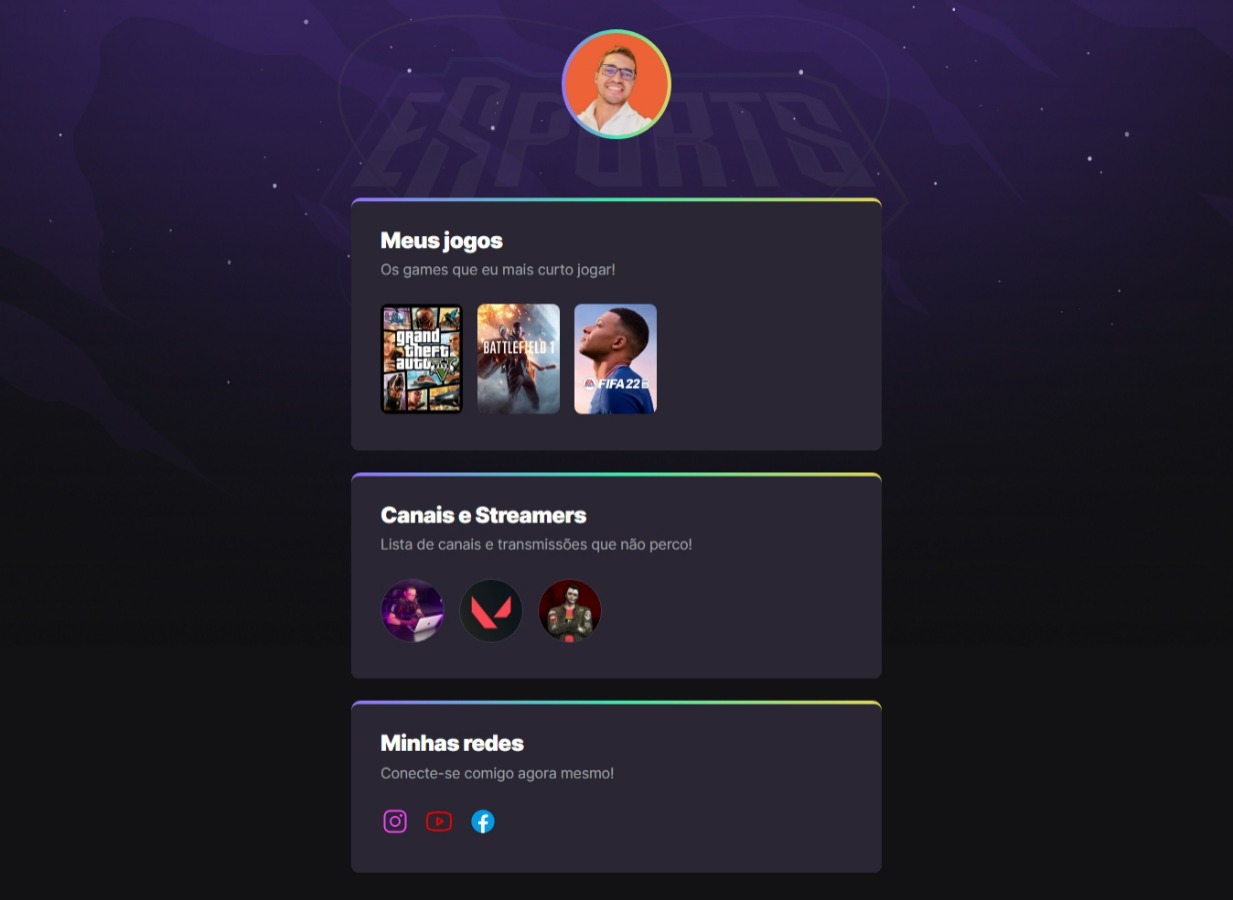 ESPORTS
Meus jogos
Os games que eu mais curto jogar!
grand
theft
auto
V
BATTLEFIELD 1
FIFA 22
Canais e Streamers
Lista de canais e transmissões que não perco!
Minhas redes
Conecte-se comigo agora mesmo!